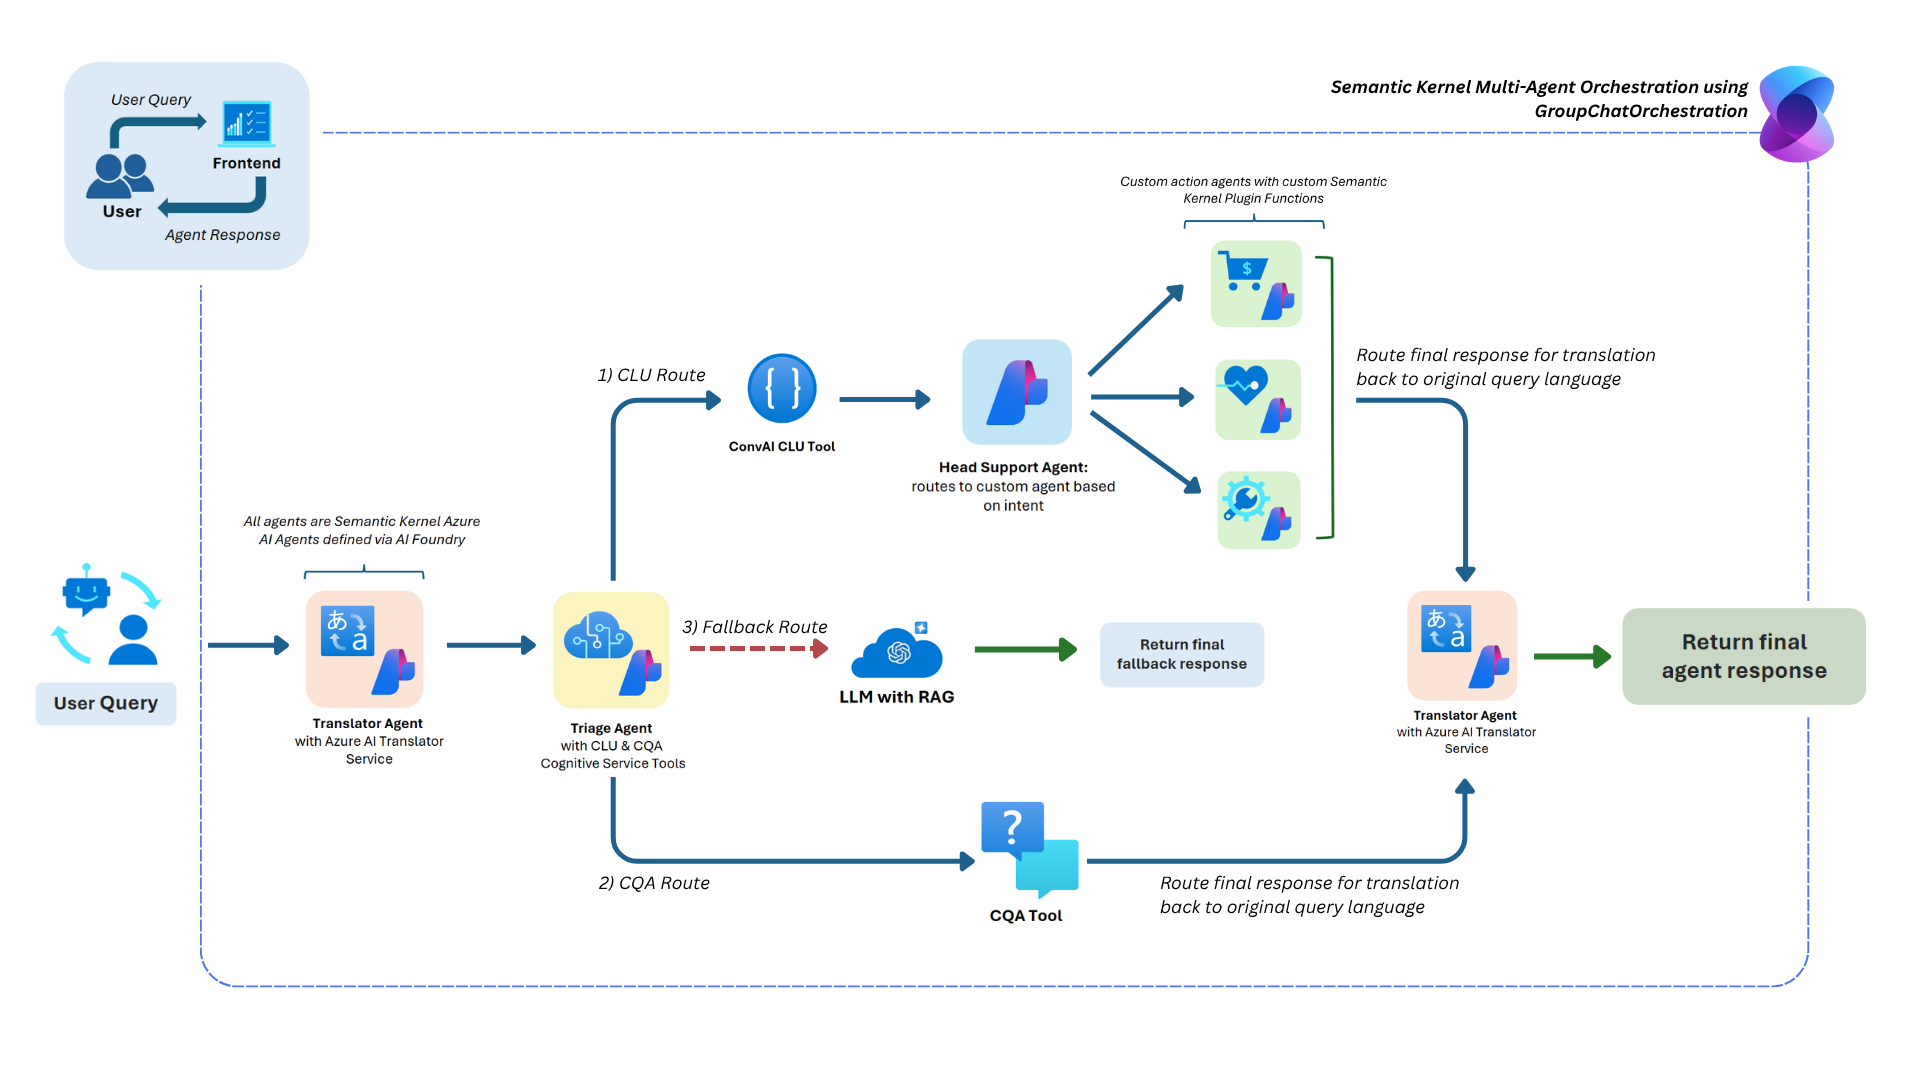 User Query
Frontend
User
Agent Response
Semantic Kernel Multi-Agent Orchestration using
GroupChatOrchestration
Custom action agents with custom Semantic
Kernel Plugin Functions
$
1) CLU Route
{ }
ConvAI CLU Tool
Head Support Agent:
routes to custom agent based
on intent
Route final response for translation
back to original query language
All agents are Semantic Kernel Azure
AI Agents defined via AI Foundry
User Query
あ
a
Translator Agent
with Azure AI Translator
Service
Triage Agent
with CLU & CQA
Cognitive Service Tools
3) Fallback Route
LLM with RAG
Return final
fallback response
あ
a
Translator Agent
with Azure AI Translator
Service
Return final
agent response
2) CQA Route
?
CQA Tool
Route final response for translation
back to original query language